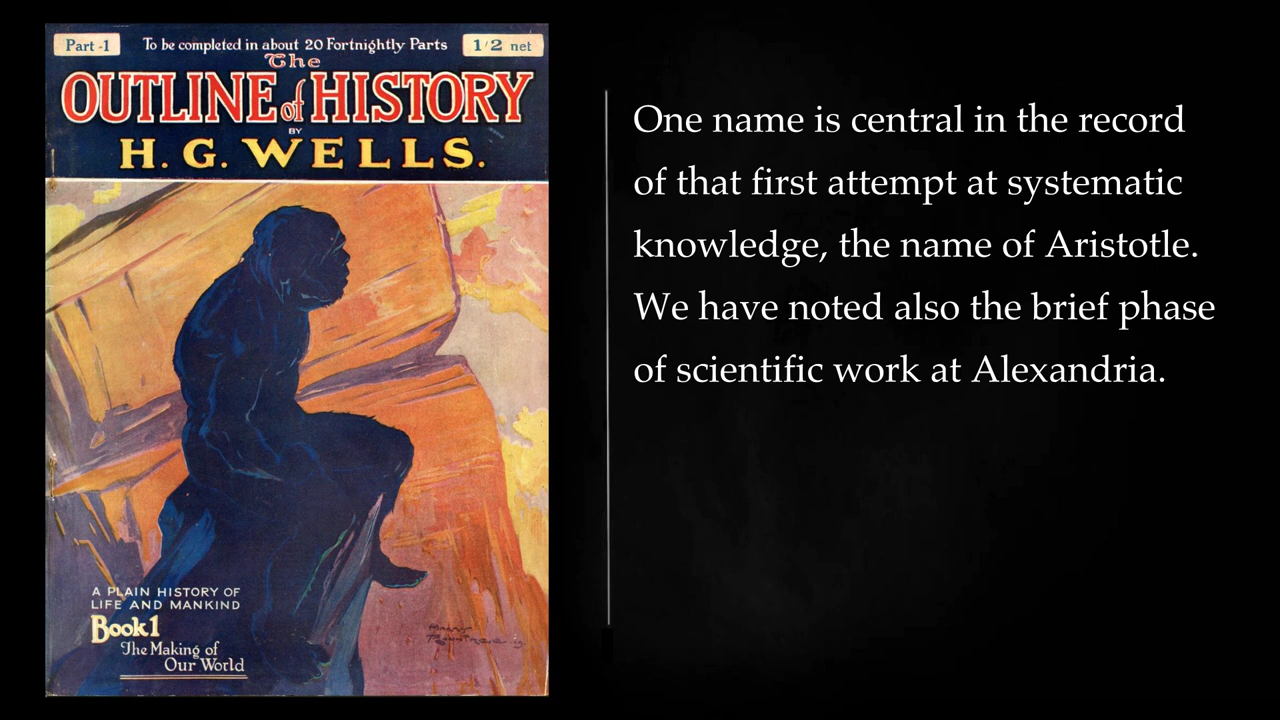 Part -1
To be completed in about 20 Fortnightly Parts
1/2 net
The
OUTLINE of HISTORY
BY
H. G. WELLS.
A PLAIN HISTORY OF
LIFE AND MANKIND
Book 1
The Making of
Our World
One name is central in the record
of that first attempt at systematic
knowledge, the name of Aristotle.
We have noted also the brief phase
of scientific work at Alexandria.